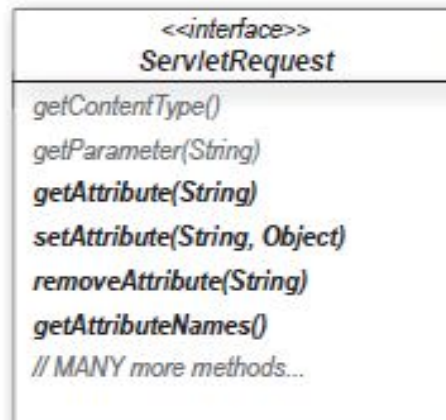 <<interface>>
ServletRequest
getContentType()
getParameter(String)
getAttribute(String)
setAttribute(String, Object)
removeAttribute(String)
getAttributeNames()
// MANY more methods...